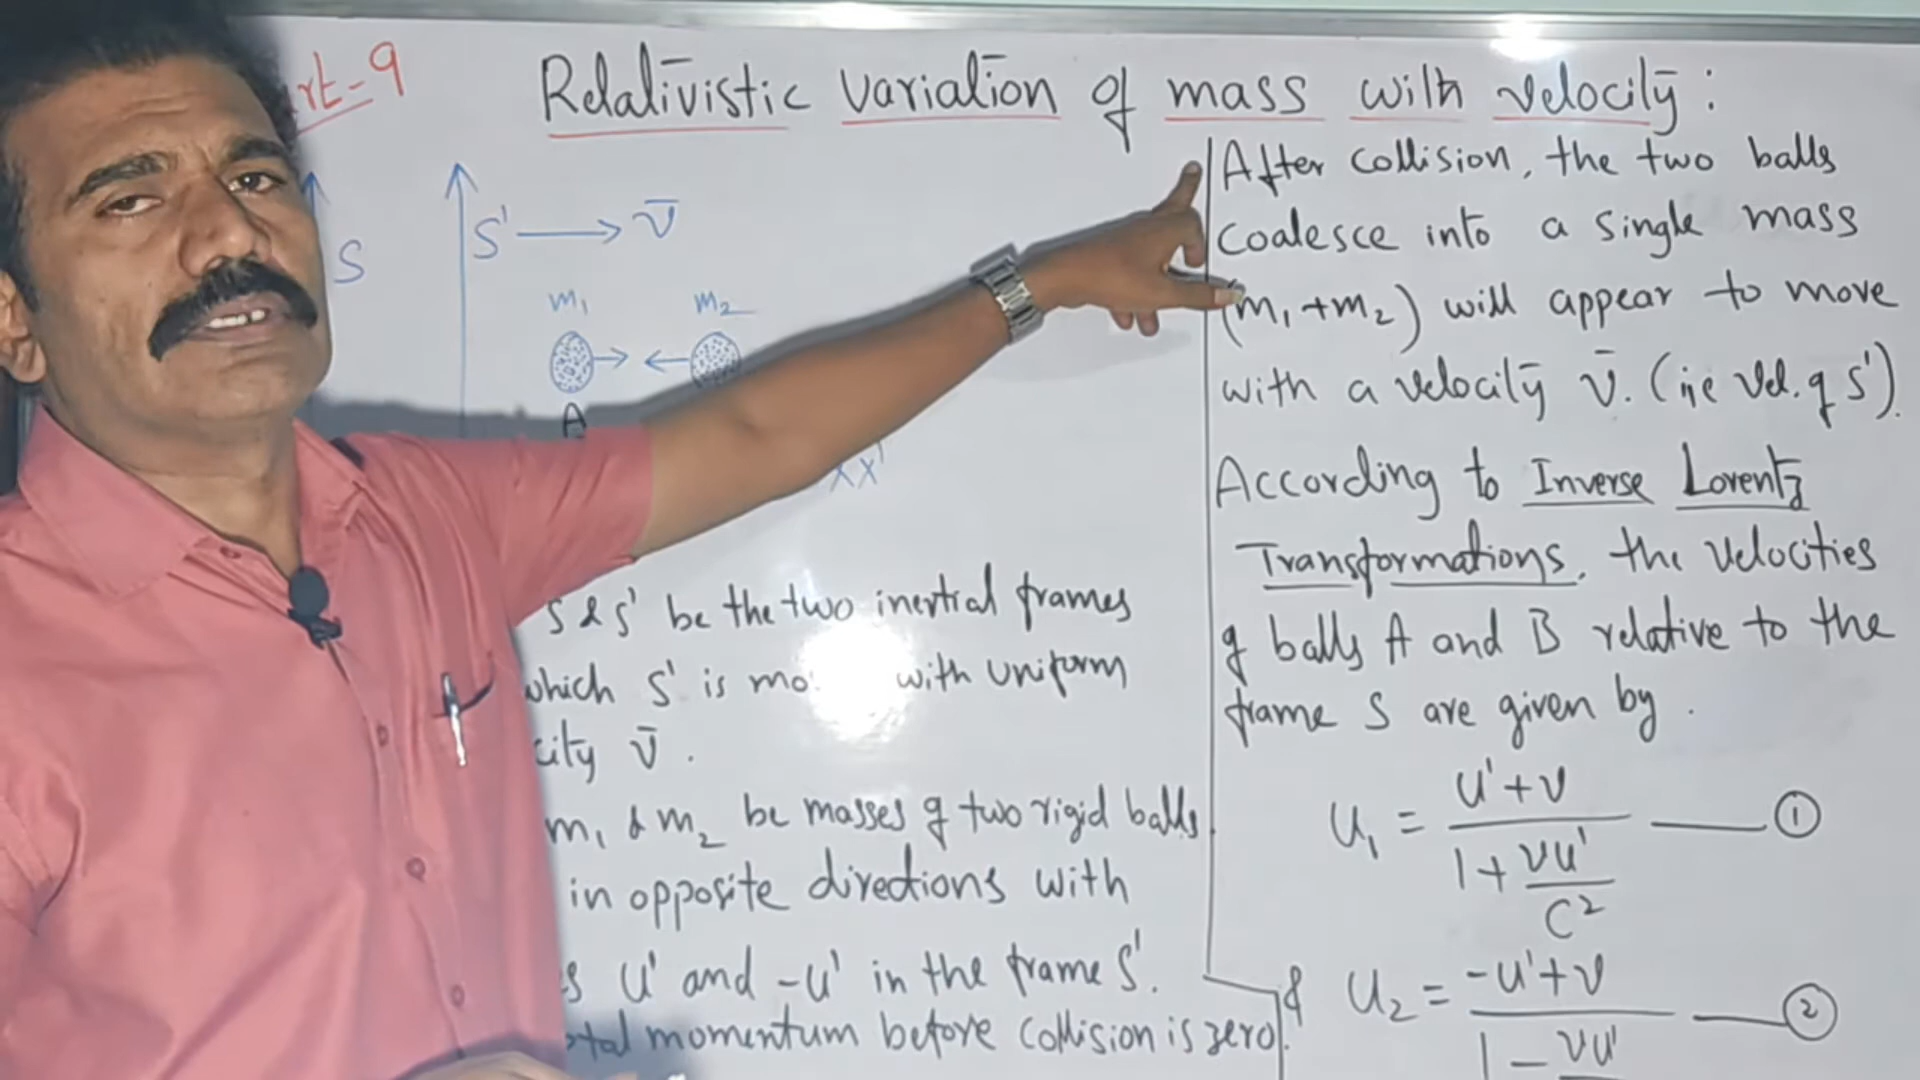 rt-9
Relativistic variation of mass with velocity:
S
S' → v̄
m₁ m₂
A
X X'
S & S' be the two inertial frames
which S' is mo with uniform
city v̄.
m₁ & m₂ be masses of two rigid balls
in opposite directions with
s u' and -u' in the frame S'.
otal momentum before collision is zero.
After collision, the two balls
coalesce into a single mass
(m₁+m₂) will appear to move
with a velocity v̄. (i,e vel. of S').
According to Inverse Lorentz
Transformations, the velocities
of balls A and B relative to the
frame S are given by.
U₁ = (u'+v) / (1 + vu'/C²) —— ①
& U₂ = (-u'+v) / (1 - vu' —— ②